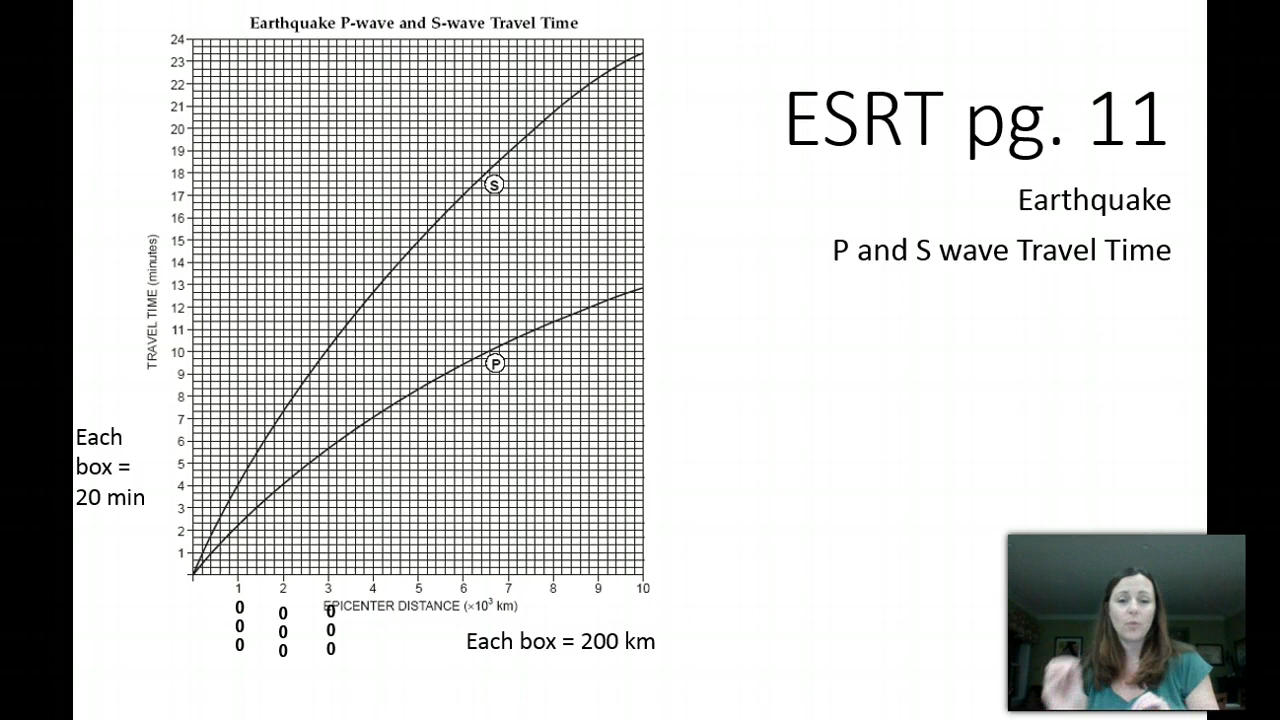 Earthquake P-wave and S-wave Travel Time
24
23
22
21
20
19
18
17
16
15
14
13
12
11
10
9
8
7
6
5
4
3
2
1
TRAVEL TIME (minutes)
S
P
1 2 3 4 5 6 7 8 9 10
0 0 0
0 0 0
0 0 0
EPICENTER DISTANCE (×10³ km)
Each
box =
20 min
Each box = 200 km
ESRT pg. 11
Earthquake
P and S wave Travel Time